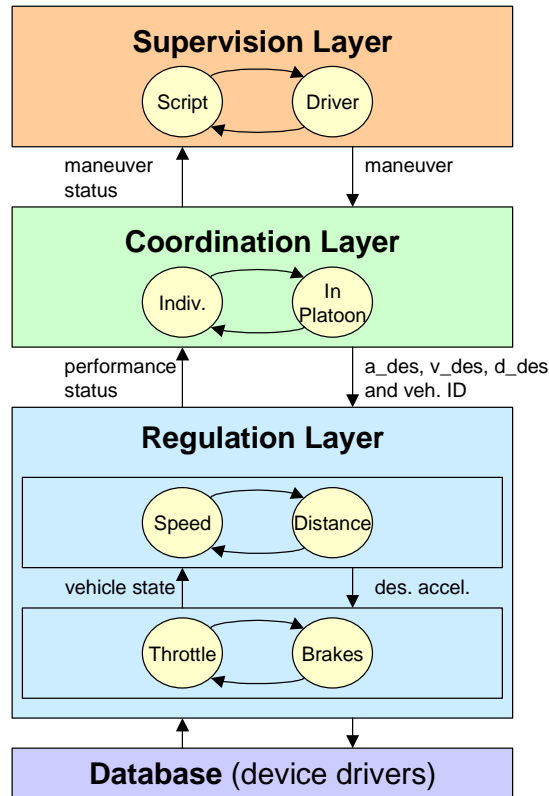 Supervision Layer
Script
Driver
maneuver
status
maneuver
Coordination Layer
Indiv.
In
Platoon
performance
status
a_des, v_des, d_des
and veh. ID
Regulation Layer
Speed
Distance
vehicle state
des. accel.
Throttle
Brakes
Database (device drivers)